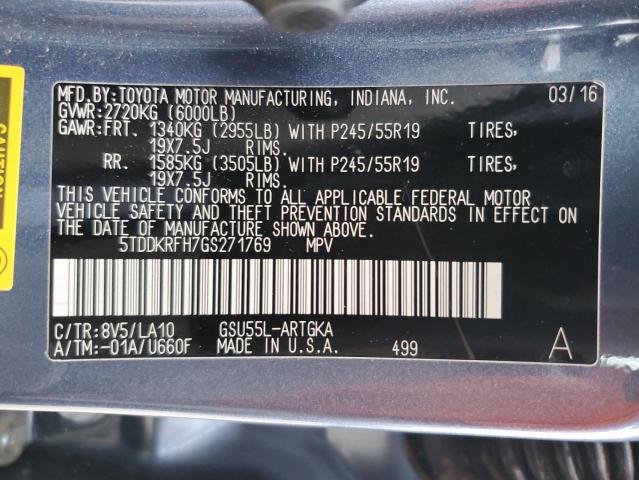 MFD.BY:TOYOTA MOTOR MANUFACTURING, INDIANA, INC. 03/16
GVWR:2720KG (6000LB)
GAWR:FRT. 1340KG (2955LB) WITH P245/55R19 TIRES,
19X7.5J RIMS.
RR. 1585KG (3505LB) WITH P245/55R19 TIRES,
19X7.5J RIMS.
THIS VEHICLE CONFORMS TO ALL APPLICABLE FEDERAL MOTOR
VEHICLE SAFETY AND THEFT PREVENTION STANDARDS IN EFFECT ON
THE DATE OF MANUFACTURE SHOWN ABOVE.
5TDDKRFH7GS271769 MPV
C/TR:8V5/LA10 GSU55L-ARTGKA
A/TM:-01A/U660F MADE IN U.S.A. 499 A
CAUTION